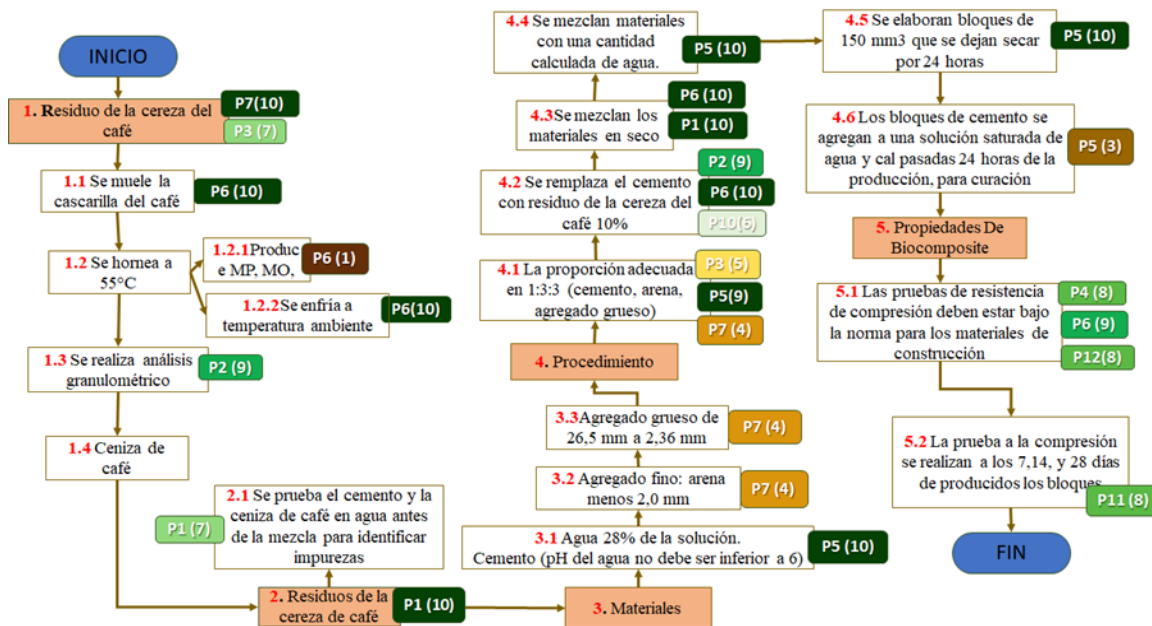 INICIO
1. Residuo de la cereza del
café
P7(10)
P3 (7)
1.1 Se muele la
cascarilla del café
P6 (10)
1.2 Se hornea a
55°C
1.2.1Produc
e MP, MO,
P6 (1)
1.2.2Se enfría a
temperatura ambiente
P6(10)
1.3 Se realiza análisis
granulométrico
P2 (9)
1.4 Ceniza de
café
2.1 Se prueba el cemento y la
ceniza de café en agua antes
de la mezcla para identificar
impurezas
P1 (7)
2. Residuos de la
cereza de café
P1 (10)
3. Materiales
3.1 Agua 28% de la solución.
Cemento (pH del agua no debe ser inferior a 6)
P5 (10)
3.2 Agregado fino: arena
menos 2,0 mm
P7 (4)
3.3Agregado grueso de
26,5 mm a 2,36 mm
P7 (4)
4. Procedimiento
4.1 La proporción adecuada
en 1:3:3 (cemento, arena,
agregado grueso)
P3 (5)
P5(9)
P7 (4)
4.2 Se remplaza el cemento
con residuo de la cereza del
café 10%
P2 (9)
P6 (10)
P10(6)
4.3Se mezclan los
materiales en seco
P6 (10)
P1 (10)
4.4 Se mezclan materiales
con una cantidad
calculada de agua.
P5 (10)
4.5 Se elaboran bloques de
150 mm3 que se dejan secar
por 24 horas
P5 (10)
4.6 Los bloques de cemento se
agregan a una solución saturada de
agua y cal pasadas 24 horas de la
producción, para curación
P5 (3)
5. Propiedades De
Biocomposite
5.1 Las pruebas de resistencia
de compresión deben estar bajo
la norma para los materiales de
construcción
P4 (8)
P6 (9)
P12(8)
5.2 La prueba a la compresión
se realizan a los 7,14, y 28 días
de producidos los bloques
P11 (8)
FIN